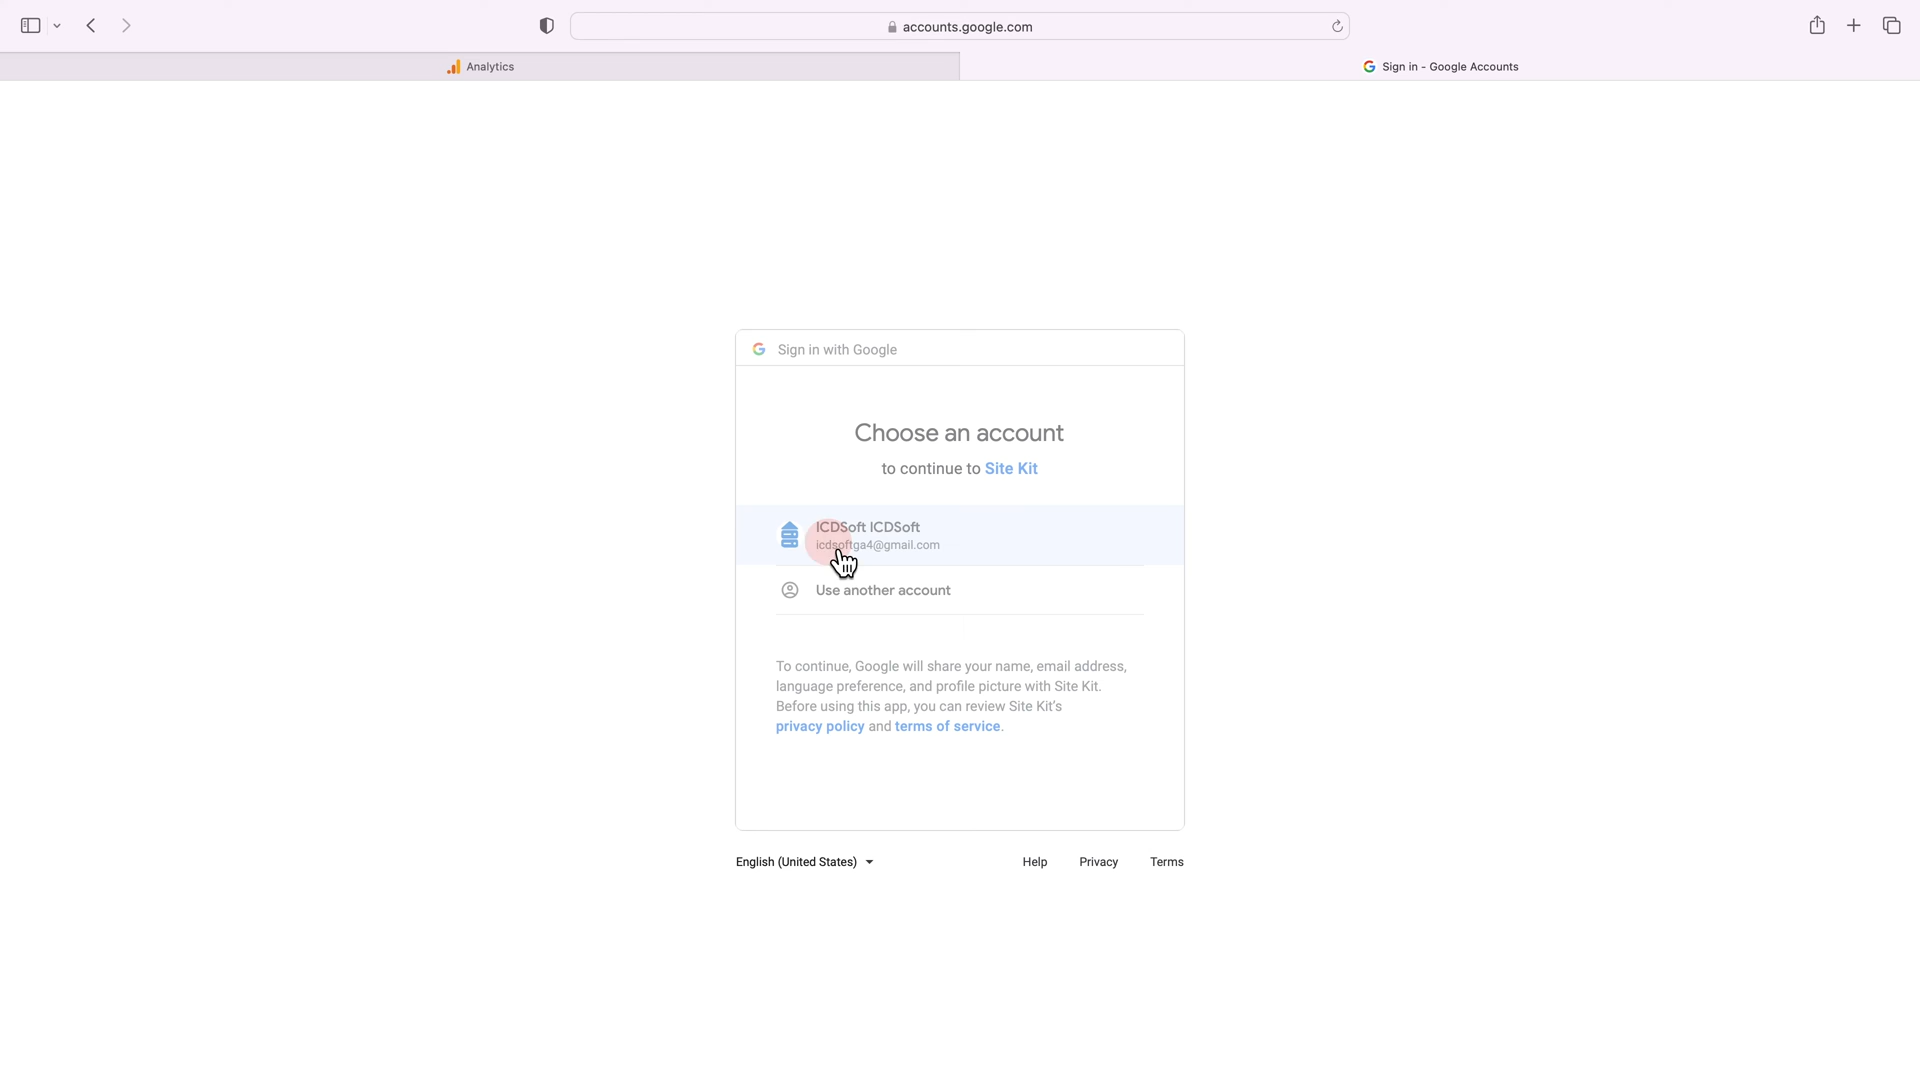 accounts.google.com
Analytics
Sign in - Google Accounts
Sign in with Google
Choose an account
to continue to Site Kit
ICDSoft ICDSoft
icdsoftga4@gmail.com
Use another account
To continue, Google will share your name, email address,
language preference, and profile picture with Site Kit.
Before using this app, you can review Site Kit's
privacy policy and terms of service.
English (United States)
Help
Privacy
Terms